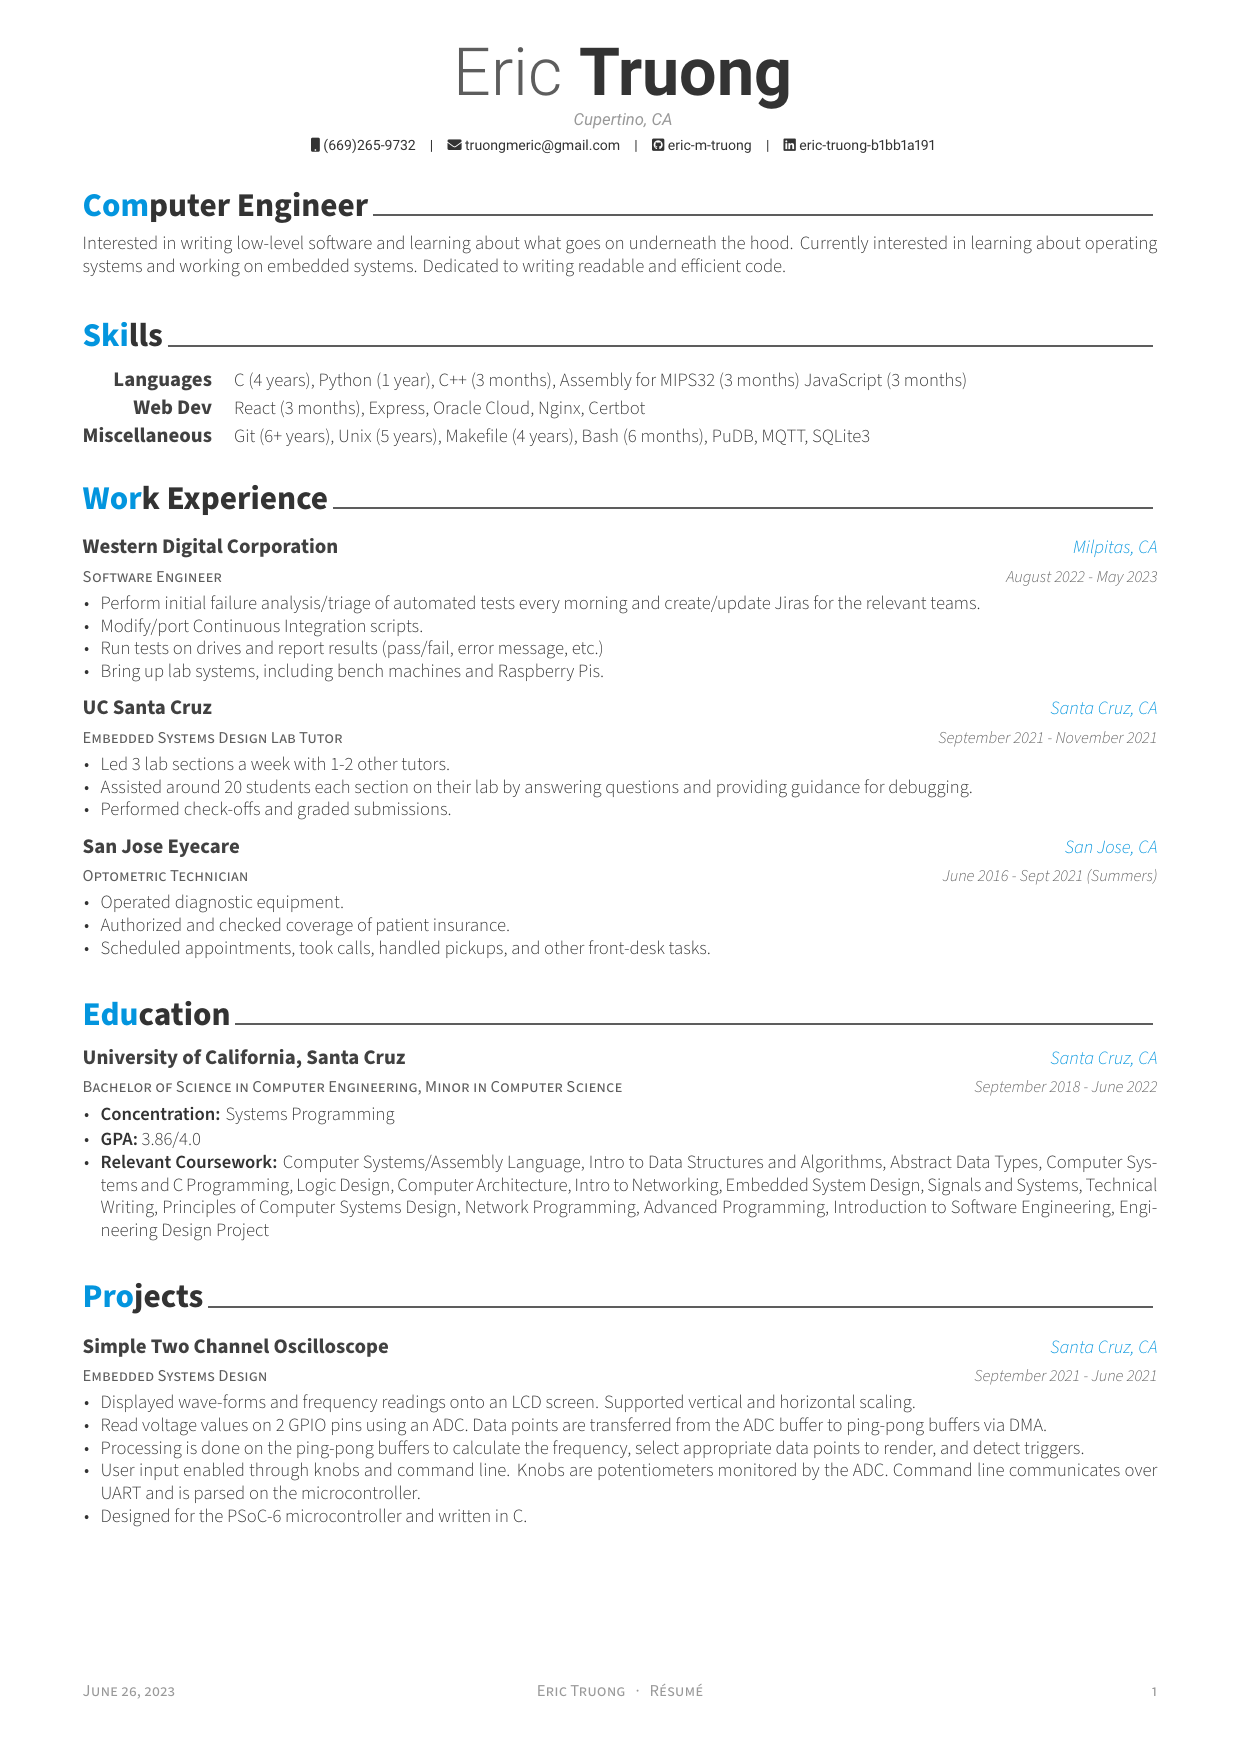 Eric Truong
Cupertino, CA
(669)265-9732 | truongmeric@gmail.com | eric-m-truong | eric-truong-b1bb1a191
Computer Engineer
Interested in writing low-level software and learning about what goes on underneath the hood. Currently interested in learning about operating
systems and working on embedded systems. Dedicated to writing readable and efficient code.
Skills
Languages C (4 years), Python (1 year), C++ (3 months), Assembly for MIPS32 (3 months) JavaScript (3 months)
Web Dev React (3 months), Express, Oracle Cloud, Nginx, Certbot
Miscellaneous Git (6+ years), Unix (5 years), Makefile (4 years), Bash (6 months), PuDB, MQTT, SQLite3
Work Experience
Western Digital Corporation Milpitas, CA
Software Engineer August 2022 - May 2023
• Perform initial failure analysis/triage of automated tests every morning and create/update Jiras for the relevant teams.
• Modify/port Continuous Integration scripts.
• Run tests on drives and report results (pass/fail, error message, etc.)
• Bring up lab systems, including bench machines and Raspberry Pis.
UC Santa Cruz Santa Cruz, CA
Embedded Systems Design Lab Tutor September 2021 - November 2021
• Led 3 lab sections a week with 1-2 other tutors.
• Assisted around 20 students each section on their lab by answering questions and providing guidance for debugging.
• Performed check-offs and graded submissions.
San Jose Eyecare San Jose, CA
Optometric Technician June 2016 - Sept 2021 (Summers)
• Operated diagnostic equipment.
• Authorized and checked coverage of patient insurance.
• Scheduled appointments, took calls, handled pickups, and other front-desk tasks.
Education
University of California, Santa Cruz Santa Cruz, CA
Bachelor of Science in Computer Engineering, Minor in Computer Science September 2018 - June 2022
• Concentration: Systems Programming
• GPA: 3.86/4.0
• Relevant Coursework: Computer Systems/Assembly Language, Intro to Data Structures and Algorithms, Abstract Data Types, Computer Sys-
tems and C Programming, Logic Design, Computer Architecture, Intro to Networking, Embedded System Design, Signals and Systems, Technical
Writing, Principles of Computer Systems Design, Network Programming, Advanced Programming, Introduction to Software Engineering, Engi-
neering Design Project
Projects
Simple Two Channel Oscilloscope Santa Cruz, CA
Embedded Systems Design September 2021 - June 2021
• Displayed wave-forms and frequency readings onto an LCD screen. Supported vertical and horizontal scaling.
• Read voltage values on 2 GPIO pins using an ADC. Data points are transferred from the ADC buffer to ping-pong buffers via DMA.
• Processing is done on the ping-pong buffers to calculate the frequency, select appropriate data points to render, and detect triggers.
• User input enabled through knobs and command line. Knobs are potentiometers monitored by the ADC. Command line communicates over
UART and is parsed on the microcontroller.
• Designed for the PSoC-6 microcontroller and written in C.
June 26, 2023 Eric Truong · Résumé 1